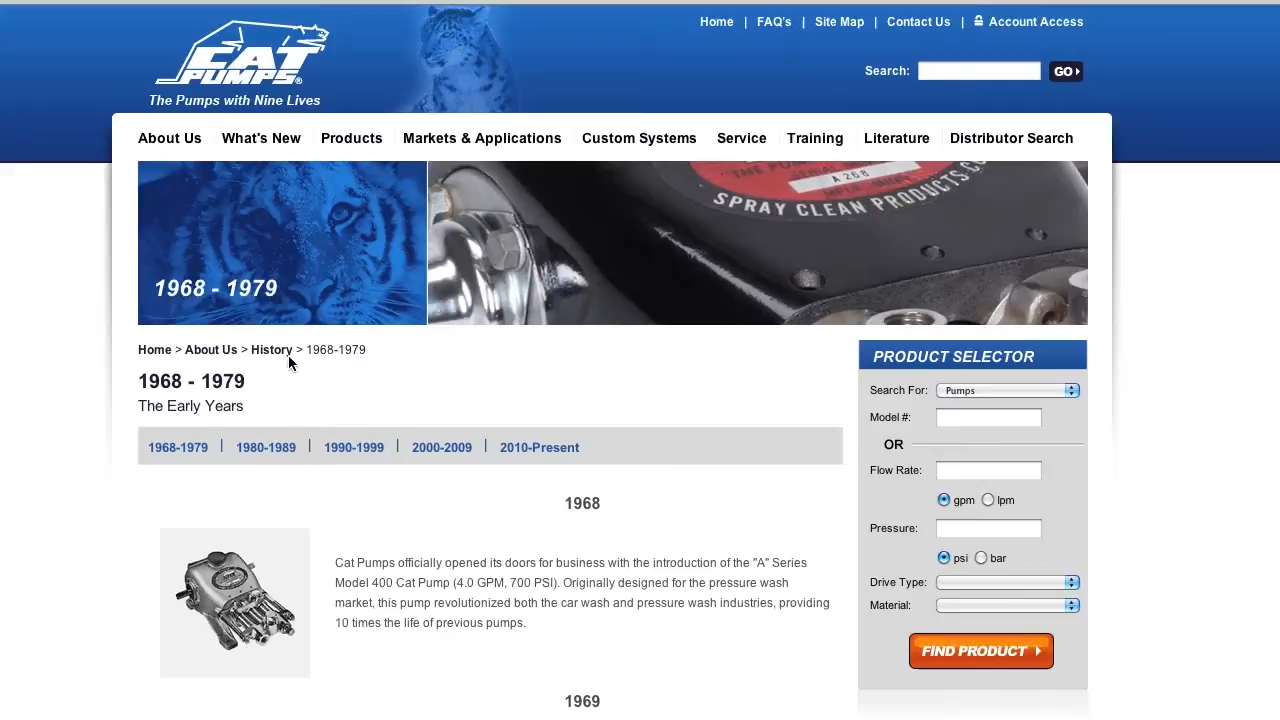 Home | FAQ's | Site Map | Contact Us | Account Access
CAT
PUMPS®
The Pumps with Nine Lives
Search:
GO
About Us What's New Products Markets & Applications Custom Systems Service Training Literature Distributor Search
1968 - 1979
A 268
SPRAY CLEAN PRODUCTS.CO
Home > About Us > History > 1968-1979
1968 - 1979
The Early Years
1968-1979 | 1980-1989 | 1990-1999 | 2000-2009 | 2010-Present
1968
Cat Pumps officially opened its doors for business with the introduction of the "A" Series
Model 400 Cat Pump (4.0 GPM, 700 PSI). Originally designed for the pressure wash
market, this pump revolutionized both the car wash and pressure wash industries, providing
10 times the life of previous pumps.
1969
PRODUCT SELECTOR
Search For: Pumps
Model #:
OR
Flow Rate:
gpm lpm
Pressure:
psi bar
Drive Type:
Material:
FIND PRODUCT